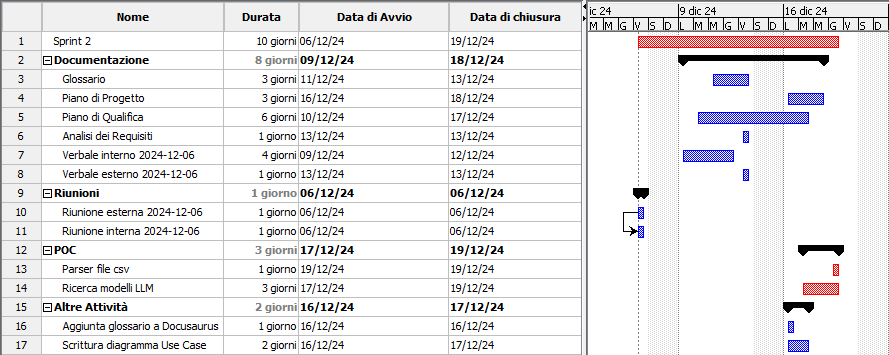 Nome Durata Data di Avvio Data di chiusura ic 24 9 dic 24 16 dic 24
M M G V S D L M M G V S D L M M G V S D
1 Sprint 2 10 giorni 06/12/24 19/12/24
2 Documentazione 8 giorni 09/12/24 18/12/24
3 Glossario 3 giorni 11/12/24 13/12/24
4 Piano di Progetto 3 giorni 16/12/24 18/12/24
5 Piano di Qualifica 6 giorni 10/12/24 17/12/24
6 Analisi dei Requisiti 1 giorno 13/12/24 13/12/24
7 Verbale interno 2024-12-06 4 giorni 09/12/24 12/12/24
8 Verbale esterno 2024-12-06 1 giorno 13/12/24 13/12/24
9 Riunioni 1 giorno 06/12/24 06/12/24
10 Riunione esterna 2024-12-06 1 giorno 06/12/24 06/12/24
11 Riunione interna 2024-12-06 1 giorno 06/12/24 06/12/24
12 POC 3 giorni 17/12/24 19/12/24
13 Parser file csv 1 giorno 19/12/24 19/12/24
14 Ricerca modelli LLM 3 giorni 17/12/24 19/12/24
15 Altre Attività 2 giorni 16/12/24 17/12/24
16 Aggiunta glossario a Docusaurus 1 giorno 16/12/24 16/12/24
17 Scrittura diagramma Use Case 2 giorni 16/12/24 17/12/24